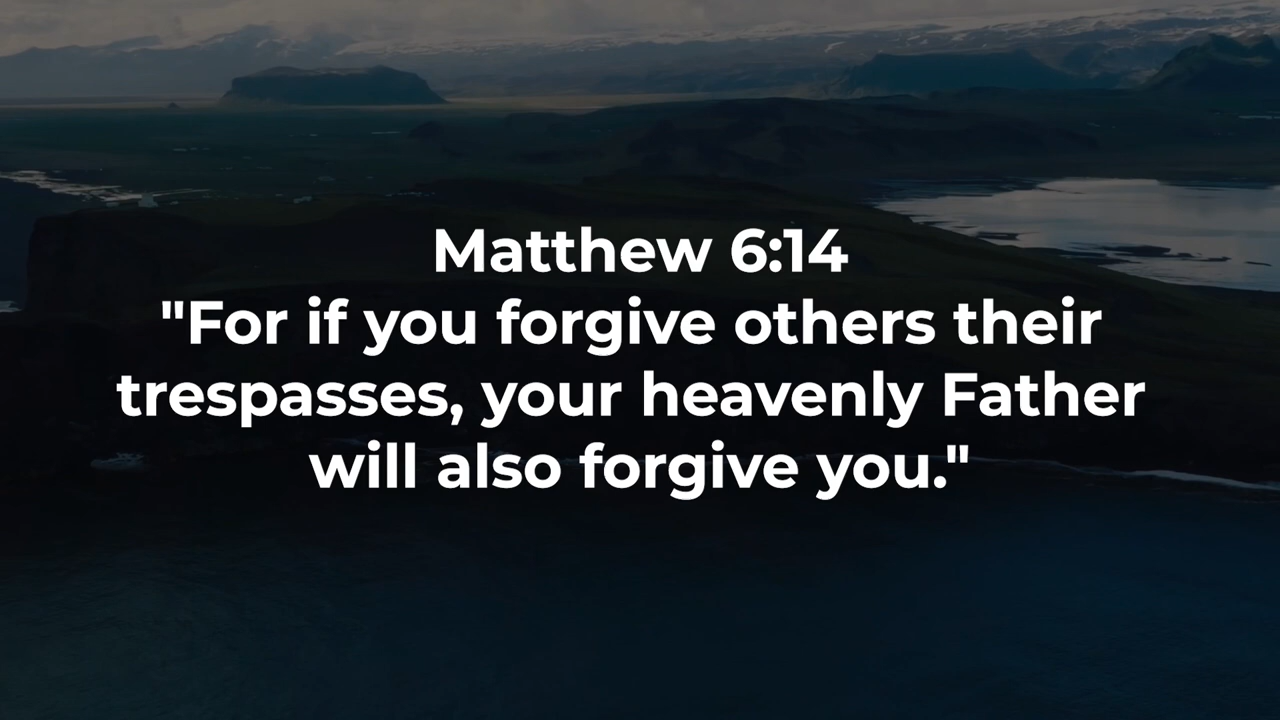 Matthew 6:14
"For if you forgive others their
trespasses, your heavenly Father
will also forgive you."